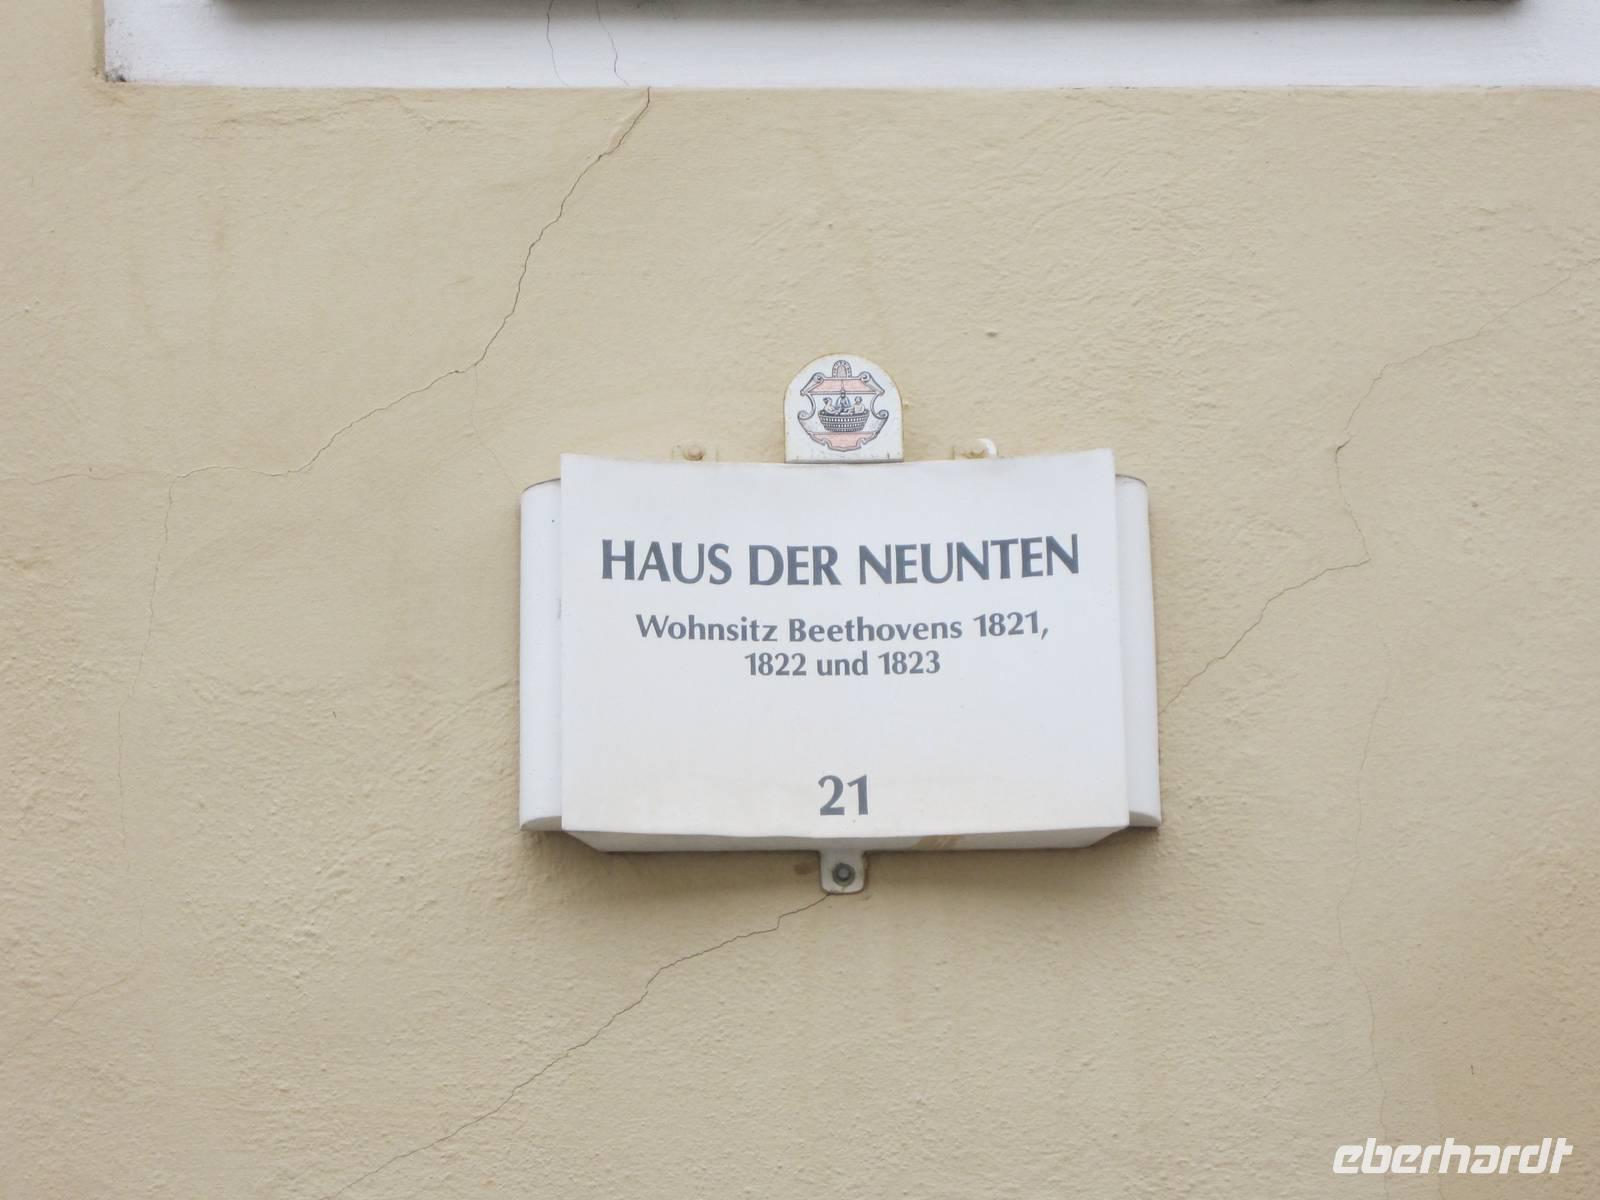 HAUS DER NEUNTEN
Wohnsitz Beethovens 1821,
1822 und 1823
21
eberhardt